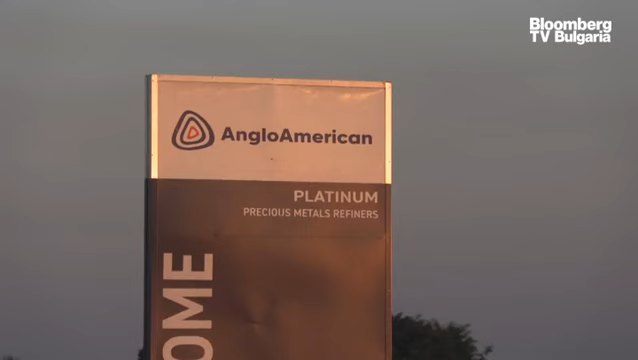 Bloomberg
TV Bulgaria
AngloAmerican
PLATINUM
PRECIOUS METALS REFINERS
OME